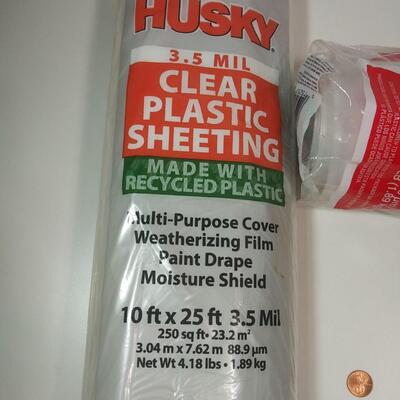 HUSKY
3.5 MIL
CLEAR
PLASTIC
SHEETING
MADE WITH
RECYCLED PLASTIC
Multi-Purpose Cover
Weatherizing Film
Paint Drape
Moisture Shield
10 ft x 25 ft 3.5 Mil
250 sq ft • 23.2 m²
3.04 m x 7.62 m 88.9 µm
Net Wt 4.18 lbs • 1.89 kg